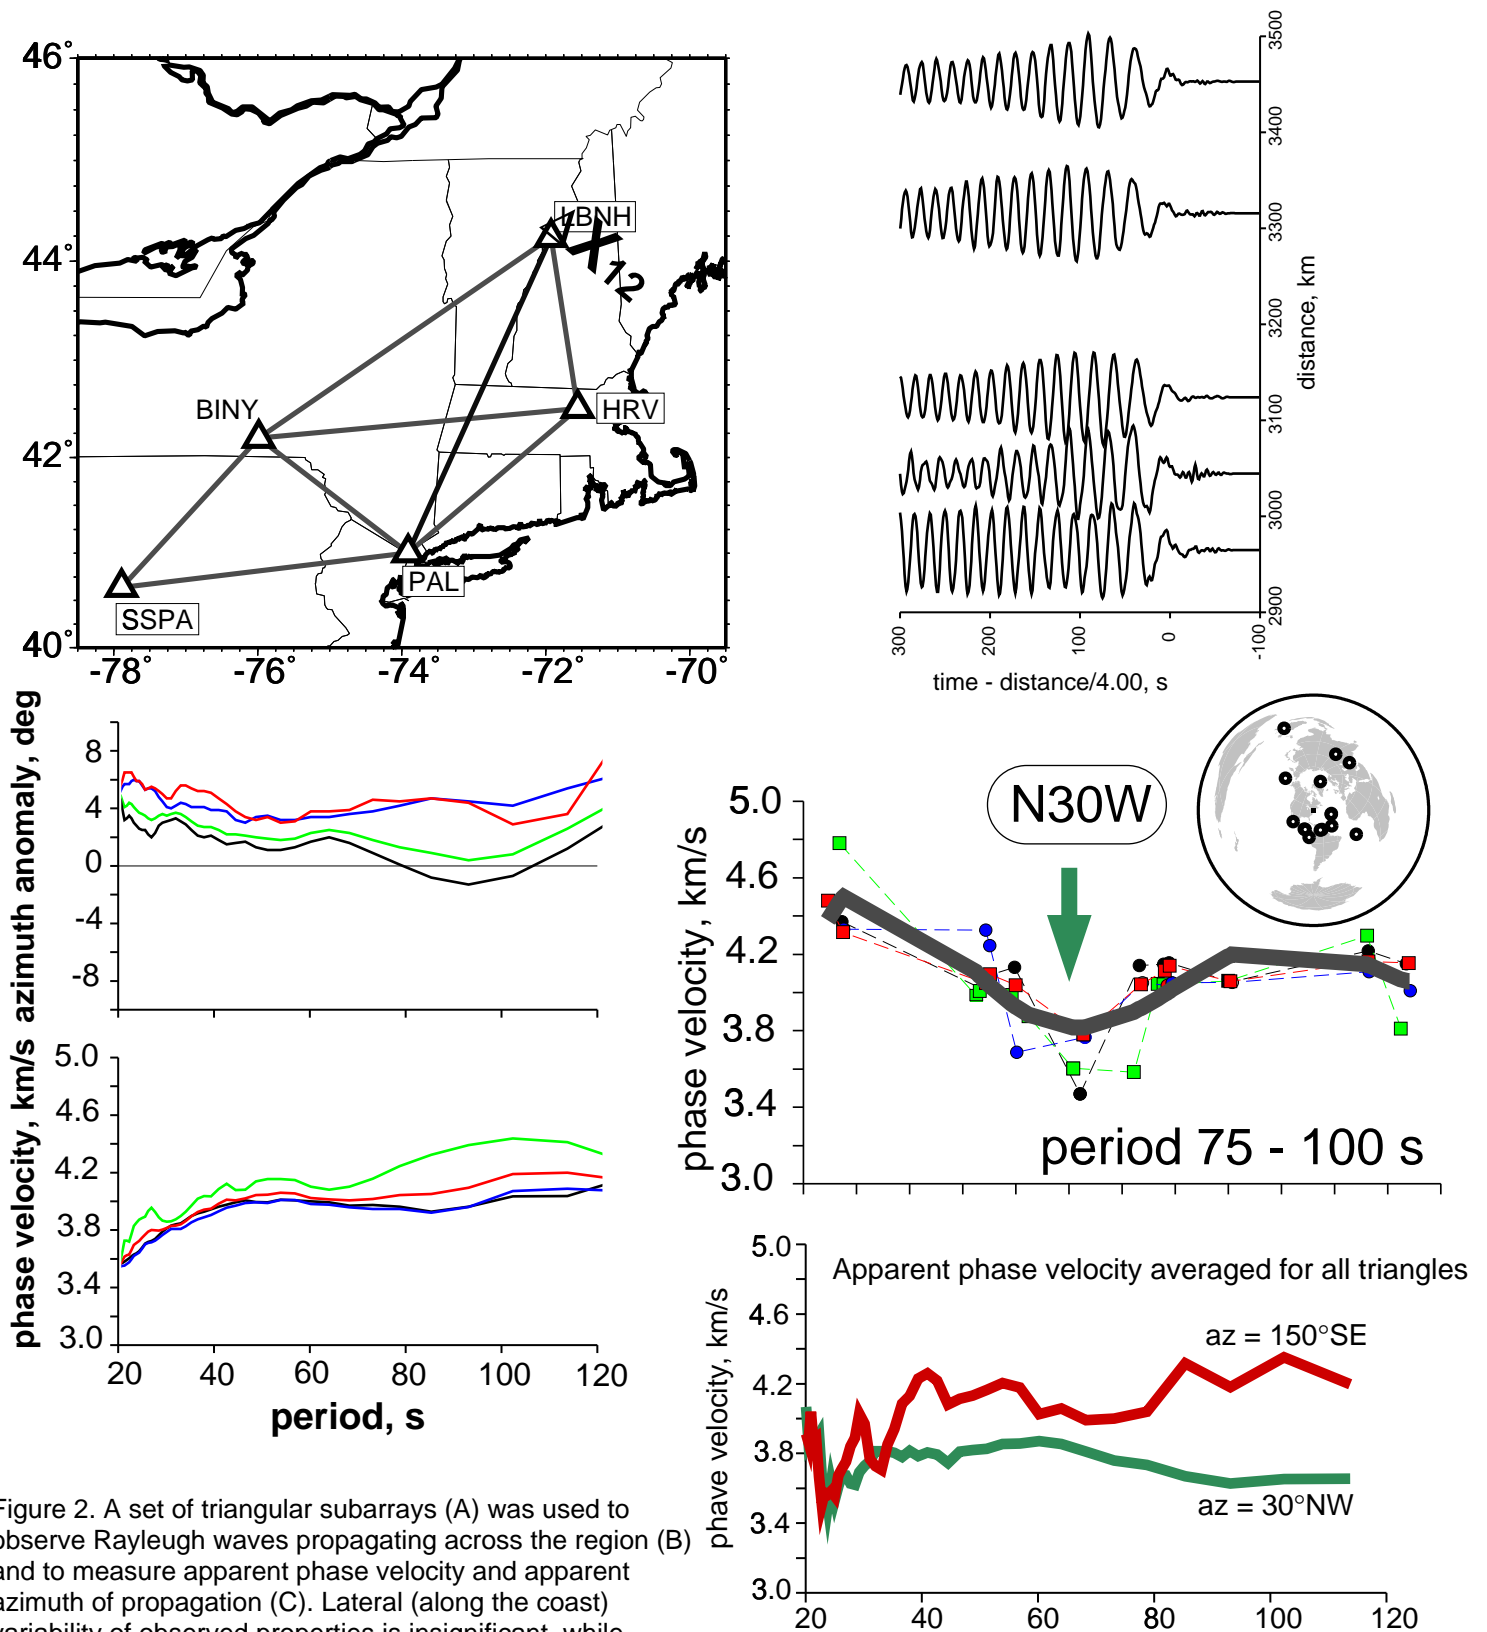 46°
44°
42°
40°
-78°
-76°
-74°
-72°
-70°
LBNH
X12
BINY
HRV
PAL
SSPA
3500
3400
3300
3200
3100
3000
2900
distance, km
300
200
100
0
-100
time - distance/4.00, s
azimuth anomaly, deg
8
4
0
-4
-8
phase velocity, km/s
5.0
4.6
4.2
3.8
3.4
3.0
20
40
60
80
100
120
period, s
phase velocity, km/s
5.0
4.6
4.2
3.8
3.4
3.0
N30W
period 75 - 100 s
phave velocity, km/s
5.0
4.6
4.2
3.8
3.4
3.0
Apparent phase velocity averaged for all triangles
az = 150°SE
az = 30°NW
20
40
60
80
100
120
Figure 2. A set of triangular subarrays (A) was used to
observe Rayleugh waves propagating across the region (B)
and to measure apparent phase velocity and apparent
azimuth of propagation (C). Lateral (along the coast)
variability of observed properties is insignificant, while